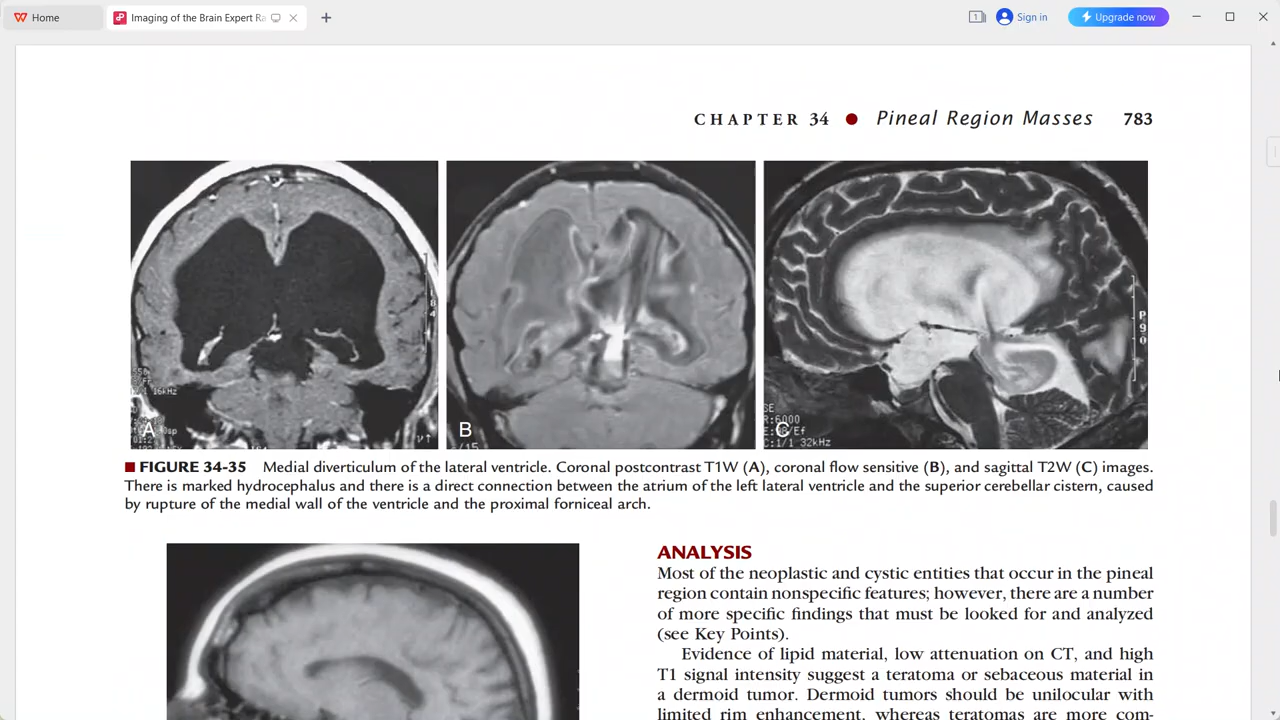 Home
Imaging of the Brain Expert Ra
Sign in
Upgrade now
CHAPTER 34 ● Pineal Region Masses 783
A
B
C
/15
SE
1/1 32kHz
■ FIGURE 34-35 Medial diverticulum of the lateral ventricle. Coronal postcontrast T1W (A), coronal flow sensitive (B), and sagittal T2W (C) images.
There is marked hydrocephalus and there is a direct connection between the atrium of the left lateral ventricle and the superior cerebellar cistern, caused
by rupture of the medial wall of the ventricle and the proximal forniceal arch.
ANALYSIS
Most of the neoplastic and cystic entities that occur in the pineal
region contain nonspecific features; however, there are a number
of more specific findings that must be looked for and analyzed
(see Key Points).
Evidence of lipid material, low attenuation on CT, and high
T1 signal intensity suggest a teratoma or sebaceous material in
a dermoid tumor. Dermoid tumors should be unilocular with
limited rim enhancement, whereas teratomas are more com-